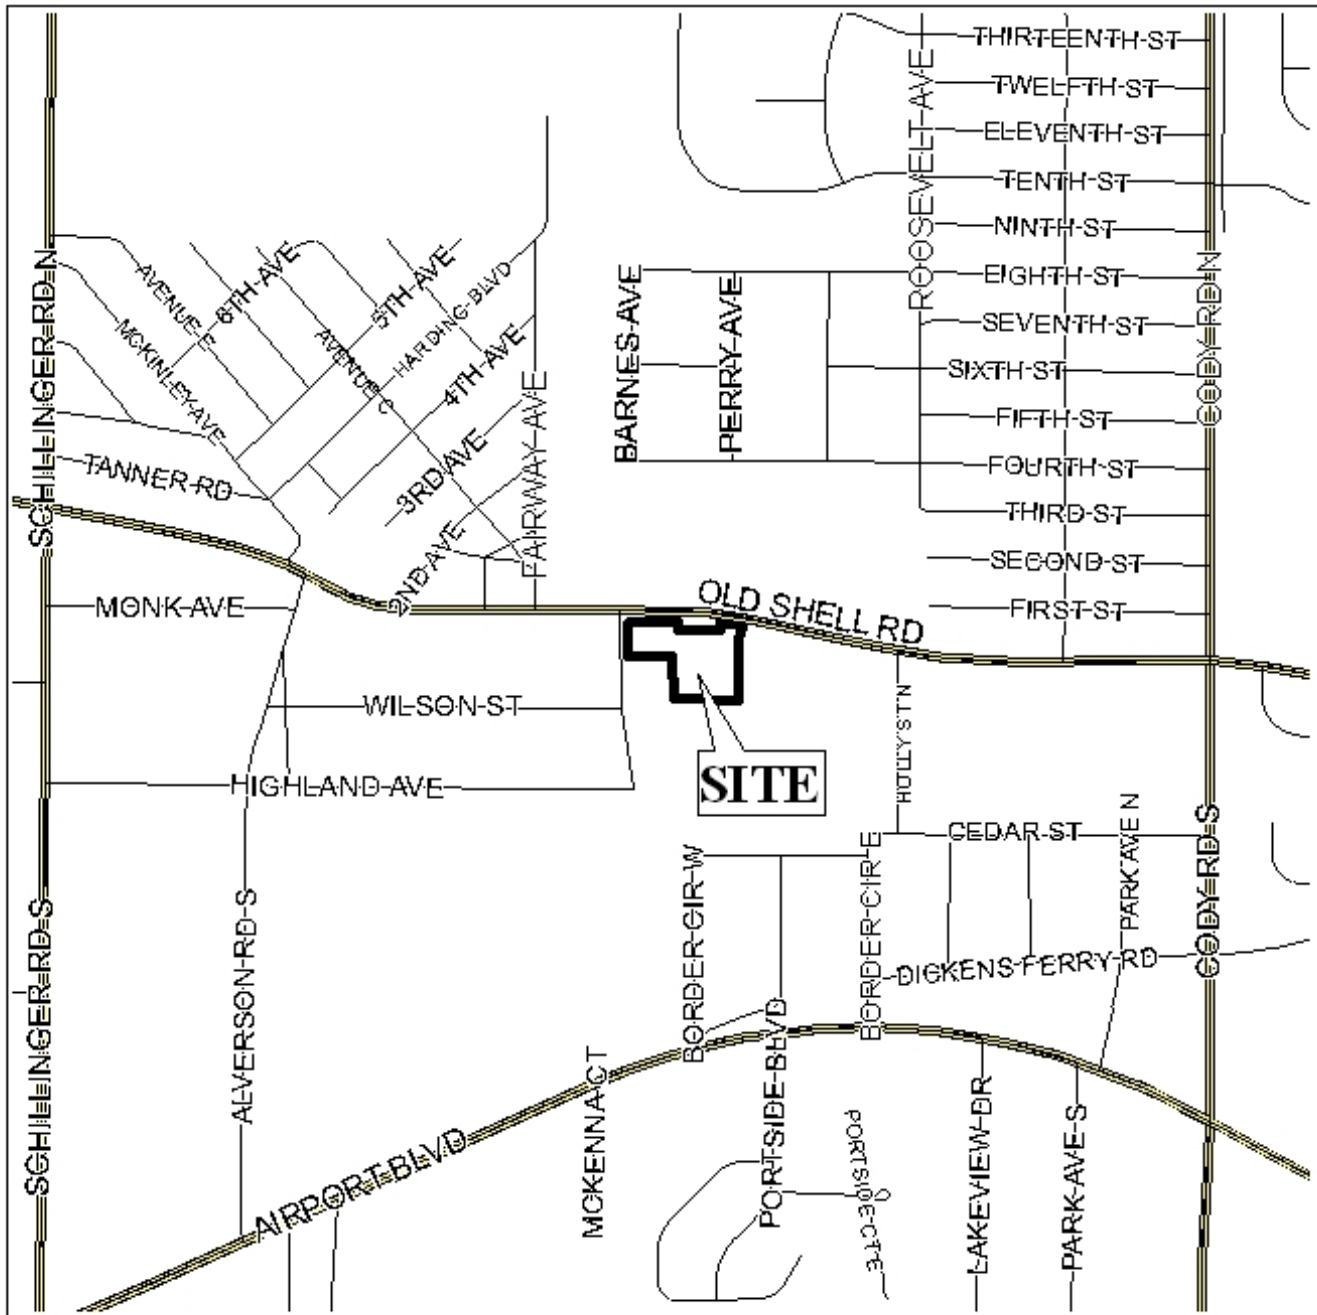 THIRTEENTH ST
TWELFTH ST
ELEVENTH ST
TENTH ST
NINTH ST
EIGHTH ST
SEVENTH ST
SIXTH ST
FIFTH ST
FOURTH ST
THIRD ST
SECOND ST
FIRST ST
ROOSEVELT AVE
CODY RD N
SCHILLINGER RD N
AVENUE E
6TH AVE
5TH AVE
HARDING BLVD
MCKINLEY AVE
AVENUE C
4TH AVE
3RD AVE
2ND AVE
FAIRWAY AVE
BARNES AVE
PERRY AVE
TANNER RD
MONK AVE
OLD SHELL RD
WILSON ST
HIGHLAND AVE
SITE
HOLLY ST N
CEDAR ST
PARK AVE N
CODY RD S
BORDER CIR W
BORDER CIR E
DICKENS FERRY RD
SCHILLINGER RD S
ALVERSON RD S
AIRPORT BLVD
MCKENNA CT
PORTSIDE BLVD
PORTSIDE CT E
LAKEVIEW DR
PARK AVE S